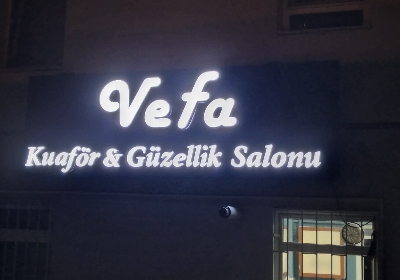 Vefa
Kuaför & Güzellik Salonu